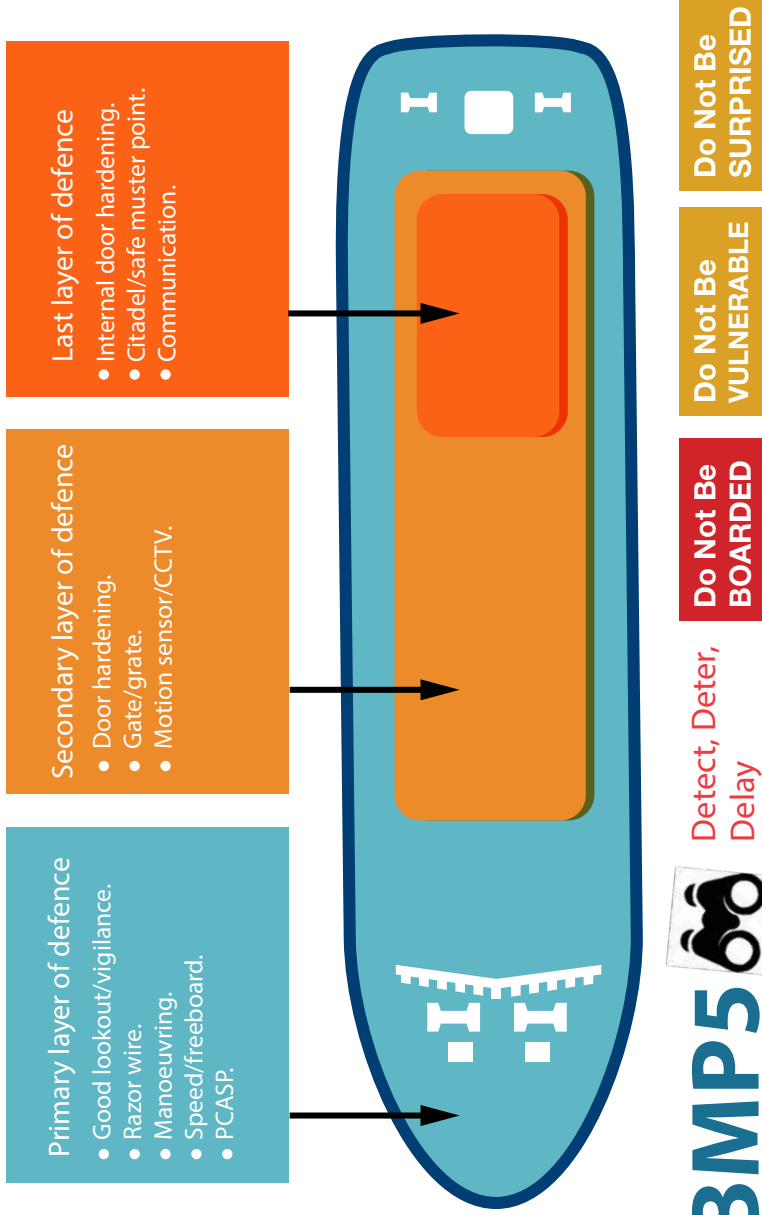 Primary layer of defence
• Good lookout/vigilance.
• Razor wire.
• Manoeuvring.
• Speed/freeboard.
• PCASP.
Secondary layer of defence
• Door hardening.
• Gate/grate.
• Motion sensor/CCTV.
Last layer of defence
• Internal door hardening.
• Citadel/safe muster point.
• Communication.
BMP5
Detect, Deter,
Delay
Do Not Be
BOARDED
Do Not Be
VULNERABLE
Do Not Be
SURPRISED